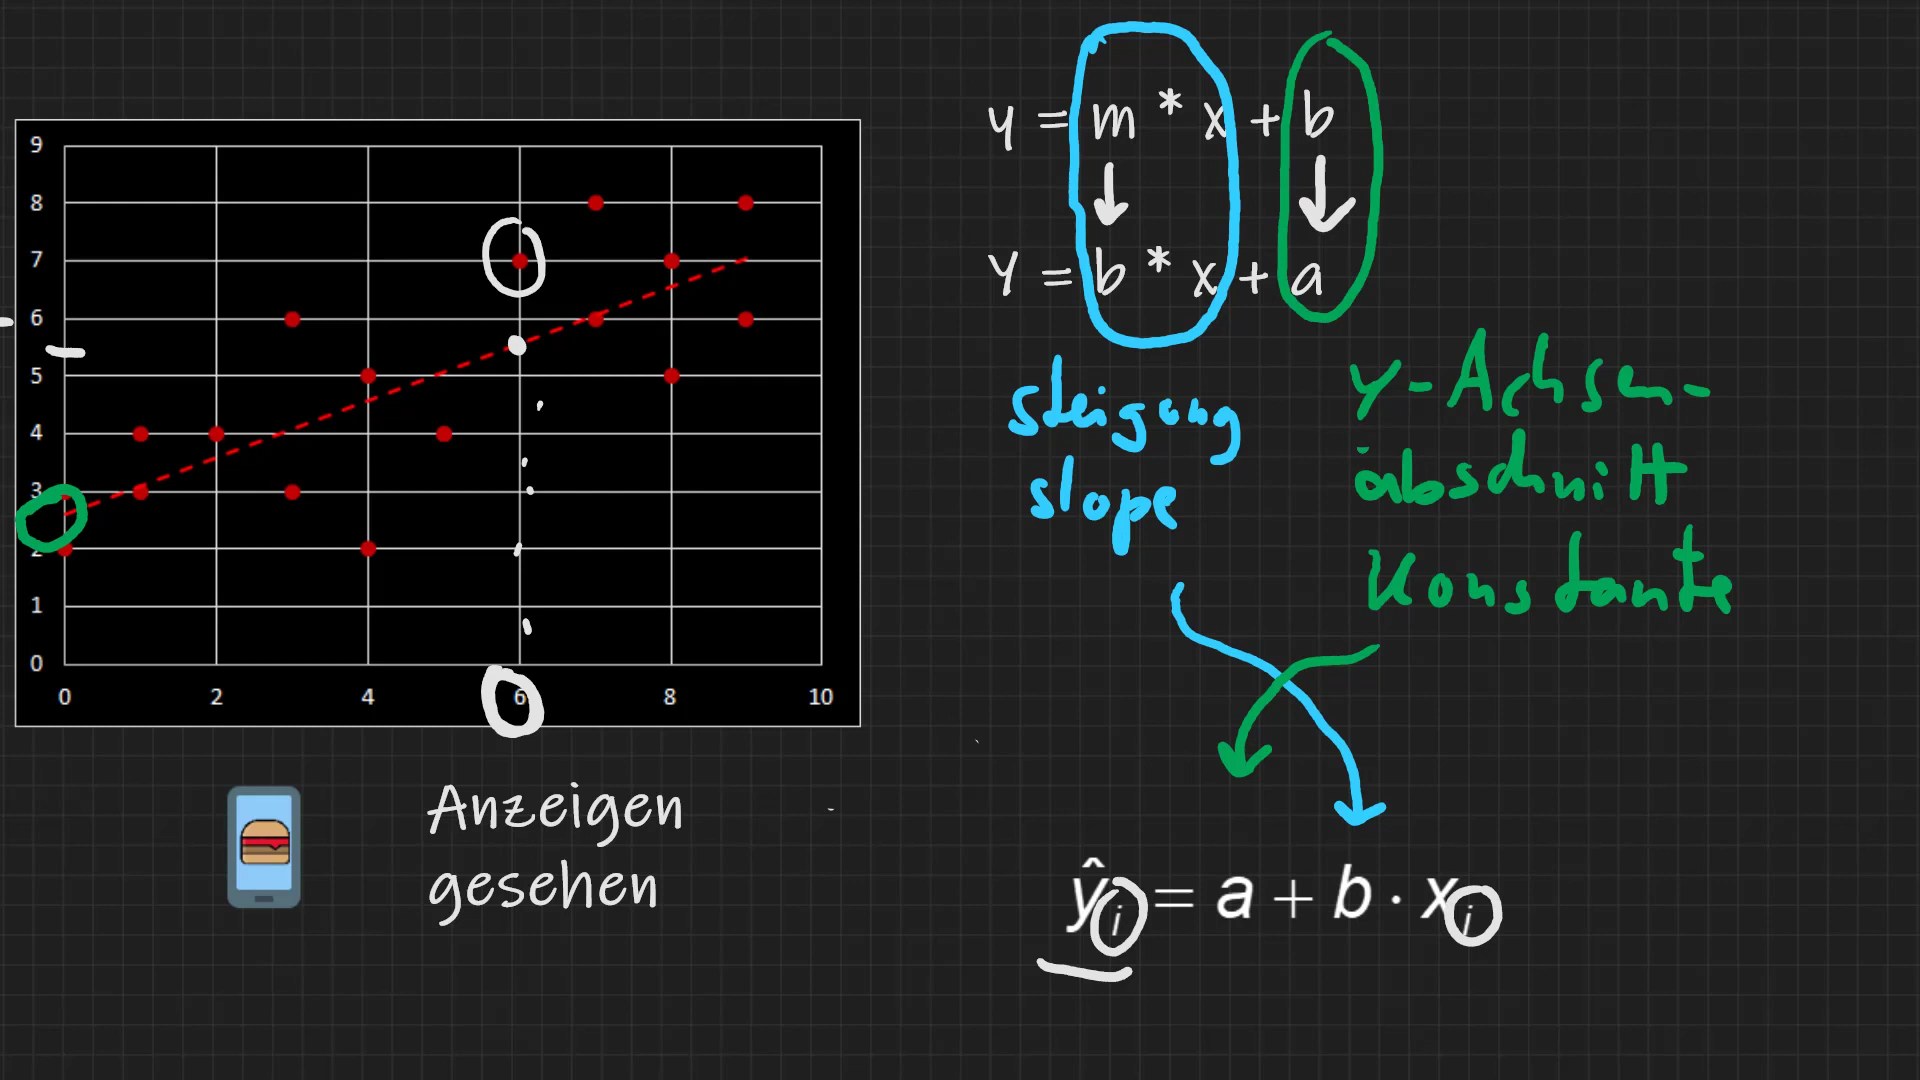 y = m * x + b
Y = b * x + a
steigung
slope
y-Achsen-
abschnitt
Konstante
9
8
7
6
5
4
3
2
1
0
0 2 4 6 8 10
Anzeigen
gesehen
ŷi = a + b · xi